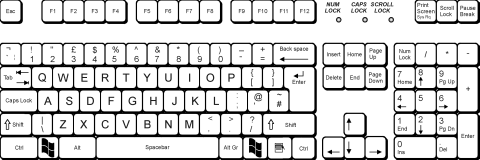 Esc F1 F2 F3 F4 F5 F6 F7 F8 F9 F10 F11 F12 NUM LOCK CAPS LOCK SCROLL LOCK Print Screen Sys Rq Scroll Lock Pause Break
! 1 " 2 £ 3 $ 4 % 5 ^ 6 & 7 * 8 ( 9 ) 0 _ - + = Back space Insert Home Page Up Num Lock / * -
Tab Q W E R T Y U I O P { [ } ] Enter Delete End Page Down 7 Home 8 ↑ 9 Pg Up +
Caps Lock A S D F G H J K L : ; @ ' ~ # 4 ← 5 6 →
⇧ Shift | \ Z X C V B N M < , > . ? / ⇧ Shift ↑ 1 End 2 ↓ 3 Pg Dn Enter
Ctrl Alt Spacebar Alt Gr Ctrl ← ↓ → 0 Ins . Del